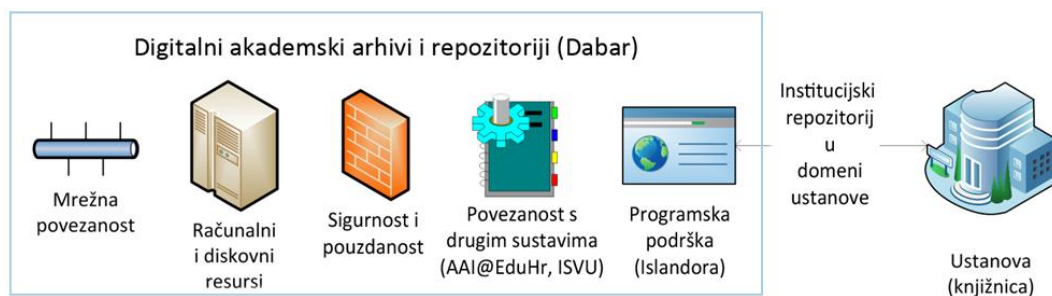 Digitalni akademski arhivi i repozitoriji (Dabar)
Mrežna
povezanost
Računalni
i diskovni
resursi
Sigurnost i
pouzdanost
Povezanost s
drugim sustavima
(AAI@EduHr, ISVU)
Programska
podrška
(Islandora)
Institucijski
repozitorij
u
domeni
ustanove
Ustanova
(knjižnica)